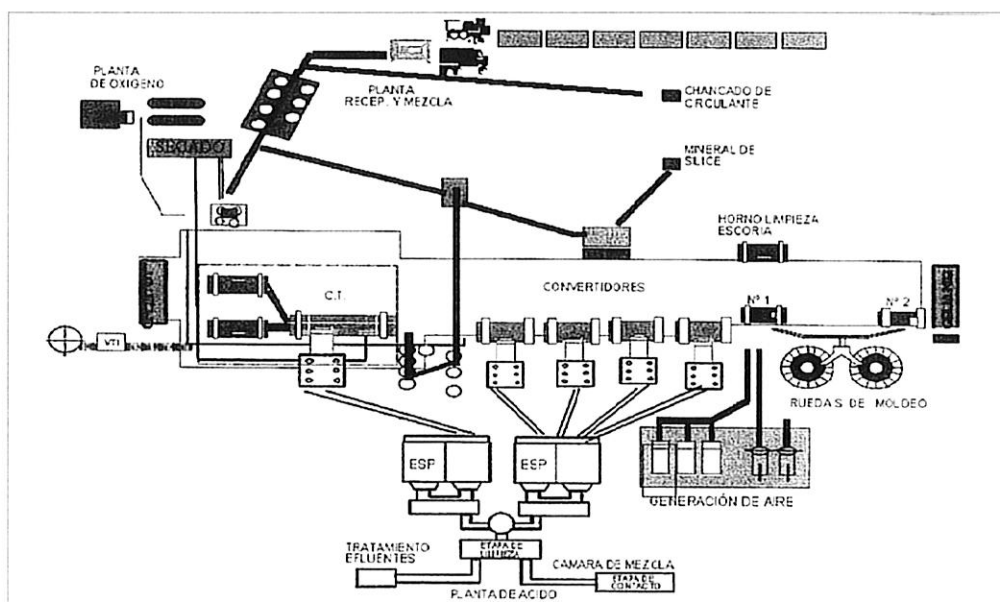 PLANTA
DE OXIGENO
PLANTA
RECEP. Y MEZCLA
CHANCADO DE
CIRCULANTE
SECADO
MINERAL DE
SLICE
HORNO LIMPIEZA
ESCORIA
C.T.
CONVERTIDORES
Nº 1
Nº 2
VTI
RUEDAS DE MOLDEO
ESP
ESP
GENERACIÓN DE AIRE
TRATAMIENTO
EFLUENTES
ETAPA DE
LIMPIEZA
CAMARA DE MEZCLA
ETAPA DE
CONTACTO
PLANTA DE ACIDO